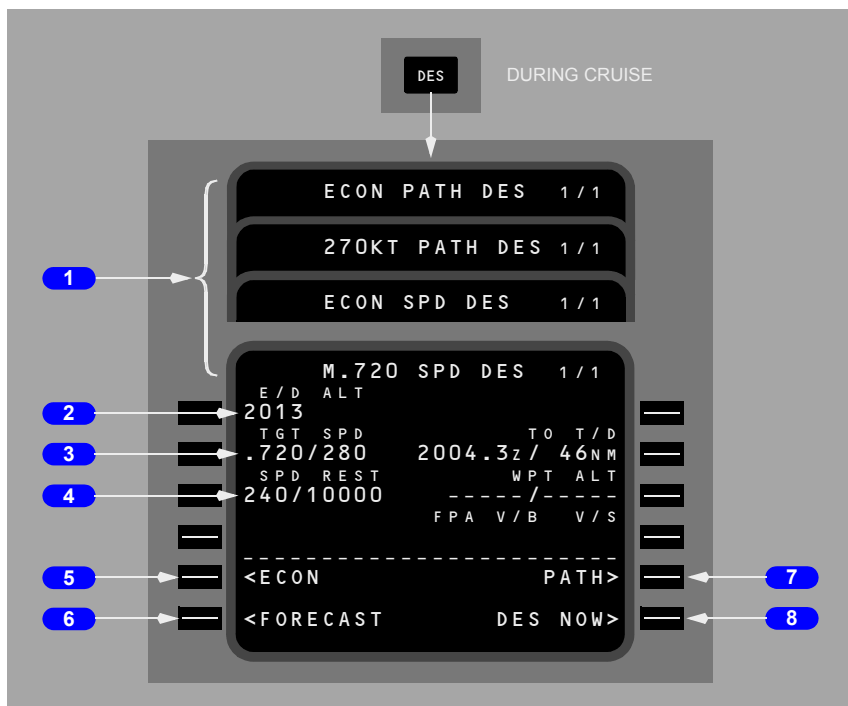 DES
DURING CRUISE
ECON PATH DES 1/1
270KT PATH DES 1/1
1
ECON SPD DES 1/1
M.720 SPD DES 1/1
E/D ALT
2
2013
TGT SPD TO T/D
3
.720/280 2004.3Z/ 46NM
SPD REST WPT ALT
4
240/10000 -----/-----
FPA V/B V/S
------------------------
5
<ECON PATH>
7
6
<FORECAST DES NOW>
8